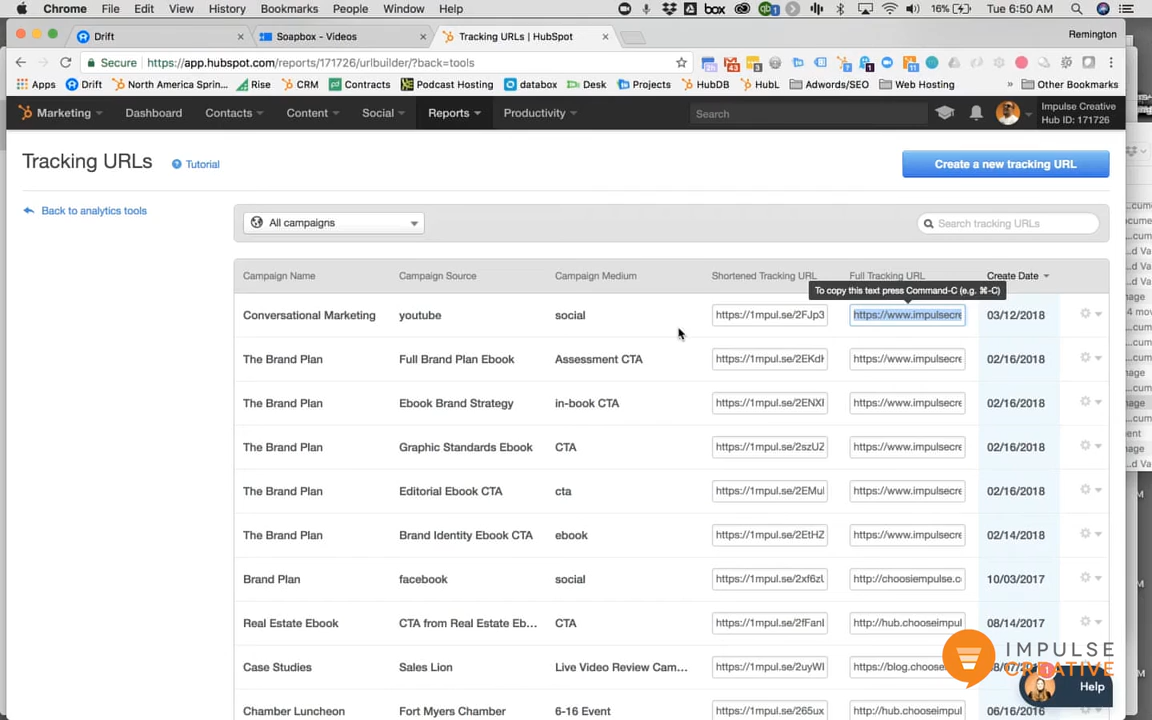 Chrome File Edit View History Bookmarks People Window Help box 16% Tue 6:50 AM
Drift Soapbox - Videos Tracking URLs | HubSpot Remington
Secure https://app.hubspot.com/reports/171726/urlbuilder/?back=tools
Apps Drift North America Sprin... CRM Contracts Podcast Hosting Rise databox Desk Projects HubDB HubL Adwords/SEO Web Hosting » Other Bookmarks
Marketing Dashboard Contacts Content Social Reports Productivity Search Impulse Creative
Hub ID: 171726
Tracking URLs Tutorial Create a new tracking URL
Back to analytics tools
All campaigns Search tracking URLs
Campaign Name Campaign Source Campaign Medium Shortened Tracking URL Full Tracking URL Create Date
To copy this text press Command-C (e.g. ⌘-C)
Conversational Marketing youtube social https://1mpul.se/2FJp3 https://www.impulsecre 03/12/2018
The Brand Plan Full Brand Plan Ebook Assessment CTA https://1mpul.se/2EKdH https://www.impulsecre 02/16/2018
The Brand Plan Ebook Brand Strategy in-book CTA https://1mpul.se/2ENXF https://www.impulsecre 02/16/2018
The Brand Plan Graphic Standards Ebook CTA https://1mpul.se/2szUZ https://www.impulsecre 02/16/2018
The Brand Plan Editorial Ebook CTA cta https://1mpul.se/2EMul https://www.impulsecre 02/16/2018
The Brand Plan Brand Identity Ebook CTA ebook https://1mpul.se/2EtHZ https://www.impulsecre 02/14/2018
Brand Plan facebook social https://1mpul.se/2xf6zU http://choosiempulse.c 10/03/2017
Real Estate Ebook CTA from Real Estate Eb... CTA https://1mpul.se/2fFanl http://hub.chooseimpul 08/14/2017
Case Studies Sales Lion Live Video Review Cam... https://1mpul.se/2uyWI https://blog.choose
Chamber Luncheon Fort Myers Chamber 6-16 Event https://1mpul.se/265ux http://hub.chooseimpul 06/16/2016
IMPULSE
CREATIVE
1
Help